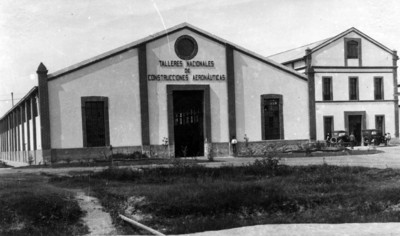 TALLERES NACIONALES
DE
CONSTRUCCIONES AERONÁUTICAS